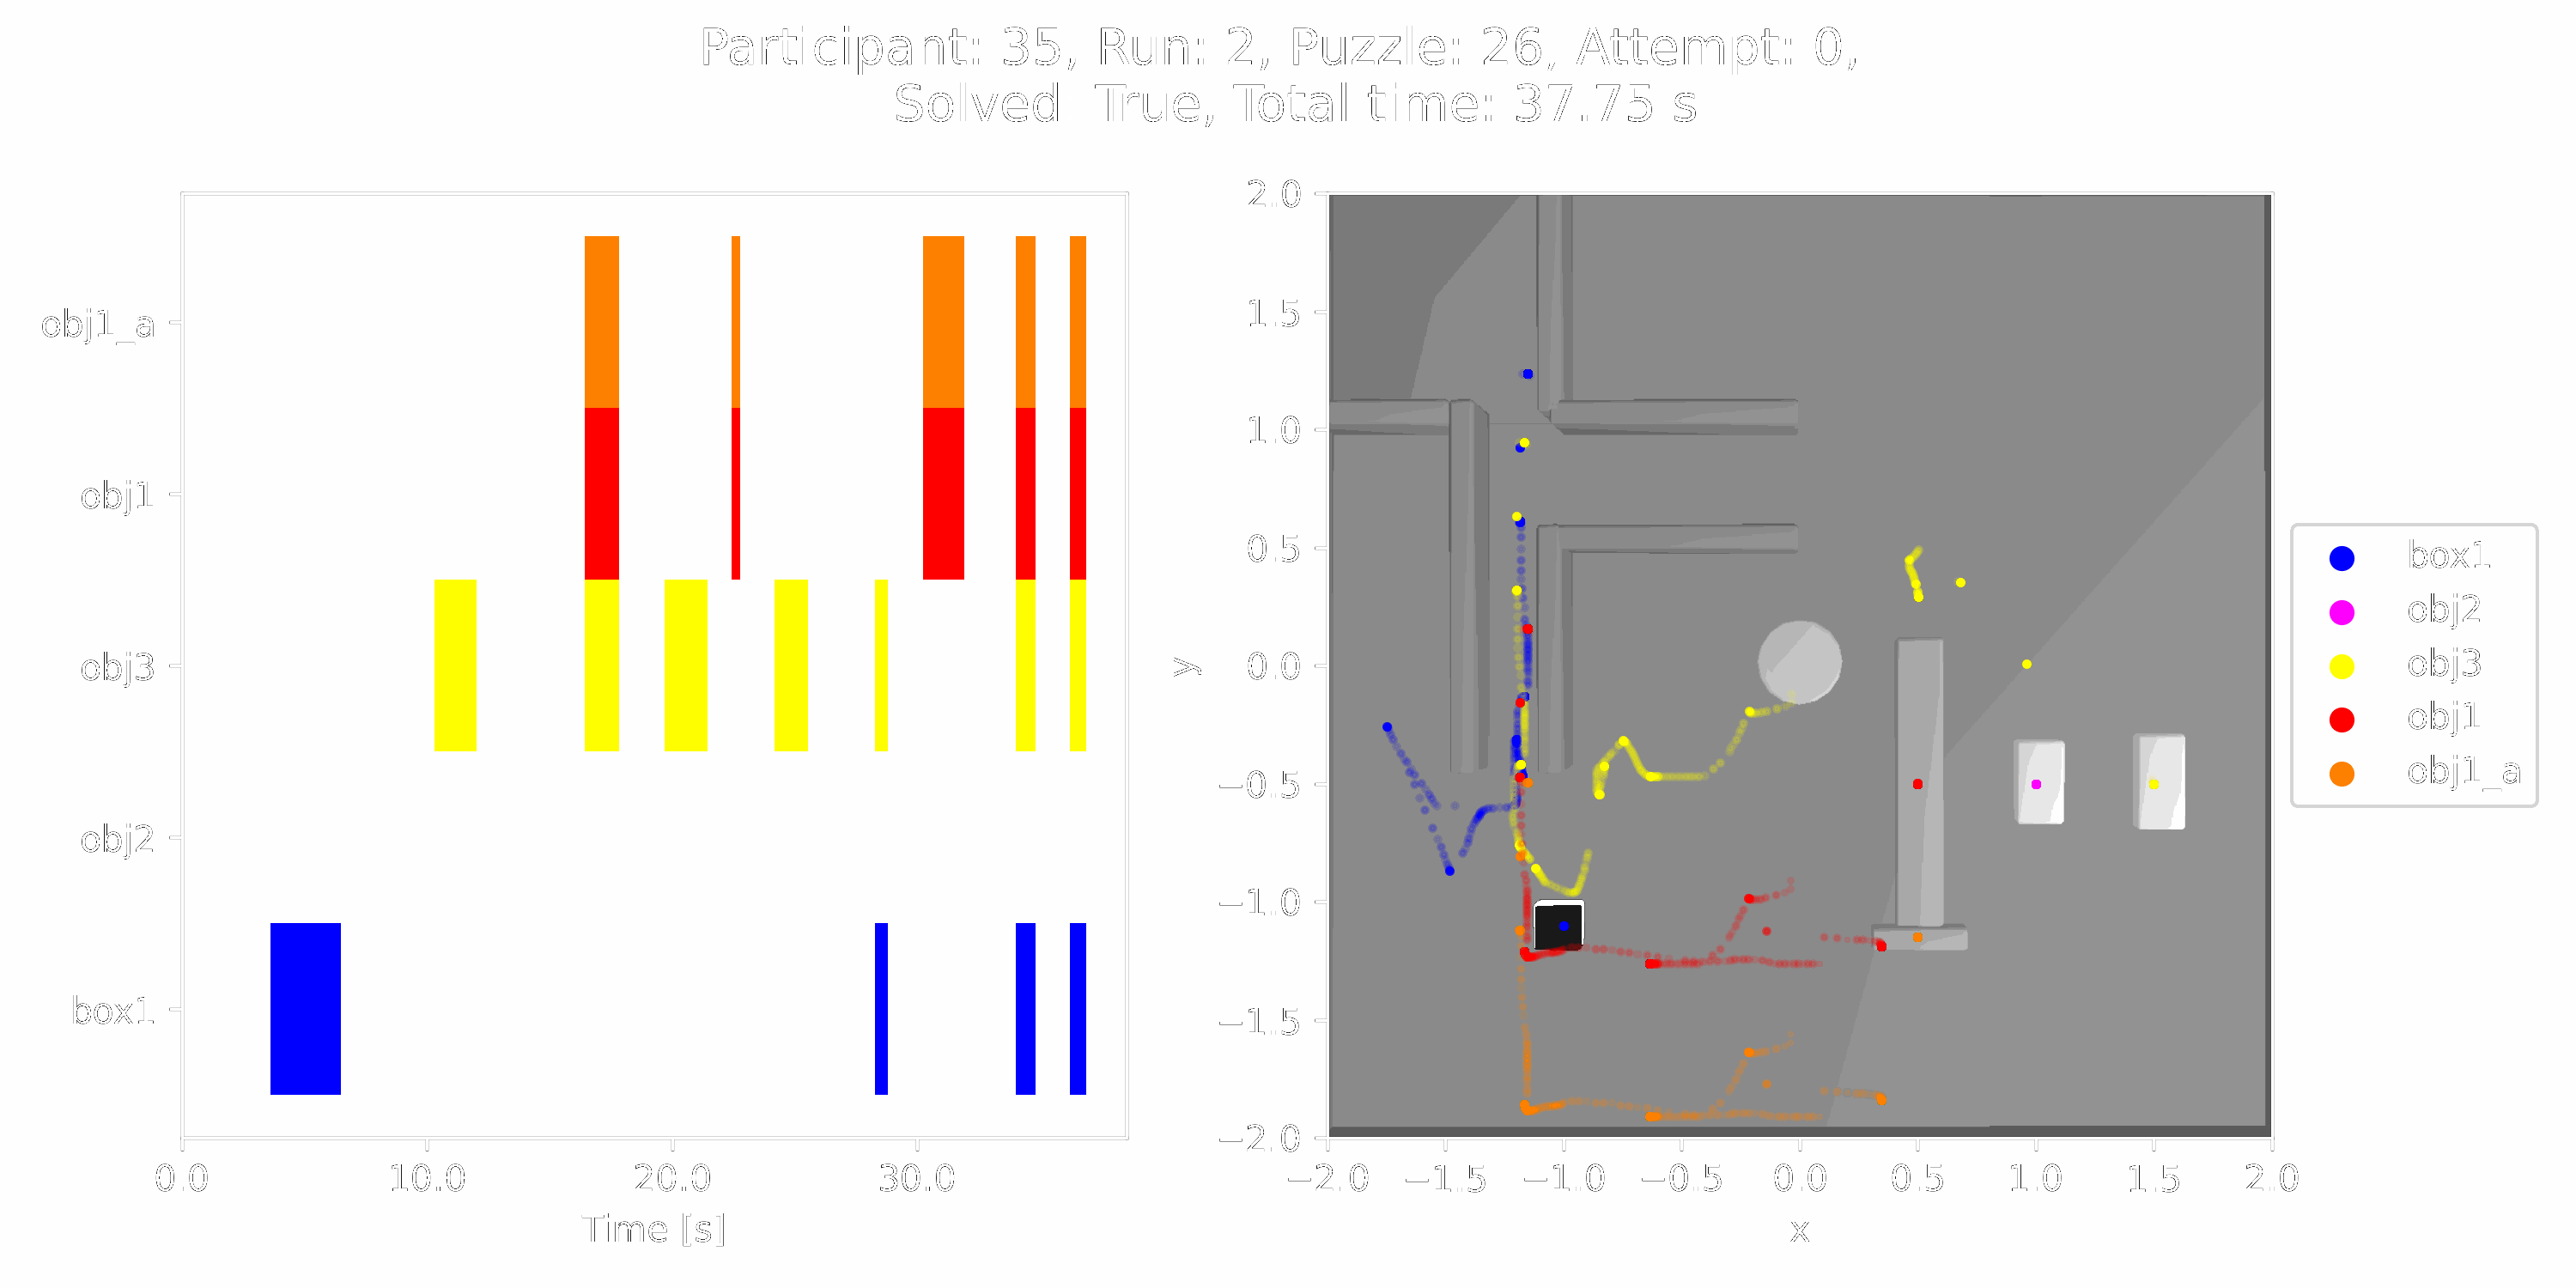 Participant: 35, Run: 2, Puzzle: 26, Attempt: 0,
Solved True, Total time: 37.75 s
obj1_a
obj1
obj3
obj2
box1
0.0 10.0 20.0 30.0
Time [s]
2.0
1.5
1.0
0.5
0.0
−0.5
−1.0
−1.5
−2.0
y
−2.0 −1.5 −1.0 −0.5 0.0 0.5 1.0 1.5 2.0
x
box1
obj2
obj3
obj1
obj1_a